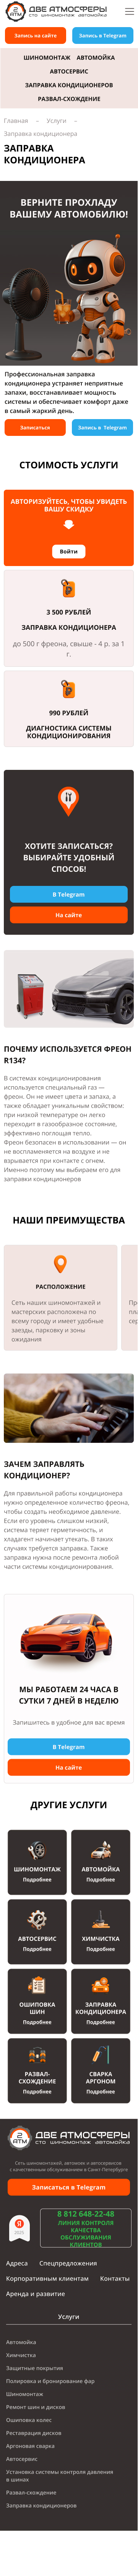 2
ATM
ДВЕ АТМОСФЕРЫ
СТО ШИНОМОНТАЖ АВТОМОЙКА
Запись на сайте
Запись в Telegram
ШИНОМОНТАЖ АВТОМОЙКА
АВТОСЕРВИС
ЗАПРАВКА КОНДИЦИОНЕРОВ
РАЗВАЛ-СХОЖДЕНИЕ
Главная - Услуги -
Заправка кондиционера
ЗАПРАВКА
КОНДИЦИОНЕРА
ВЕРНИТЕ ПРОХЛАДУ
ВАШЕМУ АВТОМОБИЛЮ!
Профессиональная заправка
кондиционера устраняет неприятные
запахи, восстанавливает мощность
системы и обеспечивает комфорт даже
в самый жаркий день.
Записаться
Запись в Telegram
СТОИМОСТЬ УСЛУГИ
АВТОРИЗУЙТЕСЬ, ЧТОБЫ УВИДЕТЬ
ВАШУ СКИДКУ
Войти
3 500 РУБЛЕЙ
ЗАПРАВКА КОНДИЦИОНЕРА
до 500 г фреона, свыше - 4 р. за 1
г.
990 РУБЛЕЙ
ДИАГНОСТИКА СИСТЕМЫ
КОНДИЦИОНИРОВАНИЯ
ХОТИТЕ ЗАПИСАТЬСЯ?
ВЫБИРАЙТЕ УДОБНЫЙ
СПОСОБ!
В Telegram
На сайте
ПОЧЕМУ ИСПОЛЬЗУЕТСЯ ФРЕОН
R134?
В системах кондиционирования
используется специальный газ —
фреон. Он не имеет цвета и запаха, а
также обладает уникальным свойством:
при низкой температуре он легко
переходит в газообразное состояние,
эффективно поглощая тепло.
Фреон безопасен в использовании — он
не воспламеняется на воздухе и не
взрывается при контакте с огнем.
Именно поэтому мы выбираем его для
заправки кондиционеров
НАШИ ПРЕИМУЩЕСТВА
РАСПОЛОЖЕНИЕ
Сеть наших шиномонтажей и
мастерских расположена по
всему городу и имеет удобные
заезды, парковку и зоны
ожидания
ЗАЧЕМ ЗАПРАВЛЯТЬ
КОНДИЦИОНЕР?
Для правильной работы кондиционера
нужно определенное количество фреона,
чтобы создать необходимое давление.
Если его уровень слишком низкий,
система теряет герметичность, и
хладагент начинает утекать. В таких
случаях требуется заправка. Также
заправка нужна после ремонта любой
части системы кондиционирования.
МЫ РАБОТАЕМ 24 ЧАСА В
СУТКИ 7 ДНЕЙ В НЕДЕЛЮ
Запишитесь в удобное для вас время
В Telegram
На сайте
ДРУГИЕ УСЛУГИ
ШИНОМОНТАЖ
Подробнее
АВТОМОЙКА
Подробнее
АВТОСЕРВИС
Подробнее
ХИМЧИСТКА
Подробнее
ОШИПОВКА
ШИН
Подробнее
ЗАПРАВКА
КОНДИЦИОНЕРА
Подробнее
РАЗВАЛ-
СХОЖДЕНИЕ
Подробнее
СВАРКА
АРГОНОМ
Подробнее
2
ATM
ДВЕ АТМОСФЕРЫ
СТО ШИНОМОНТАЖ АВТОМОЙКА
Сеть шиномонтажей, автомоек и автосервисов
с качественным обслуживанием в Санкт-Петербурге
Записаться в Telegram
8 812 648-22-48
ЛИНИЯ КОНТРОЛЯ
КАЧЕСТВА
ОБСЛУЖИВАНИЯ
КЛИЕНТОВ
Адреса Спецпредложения
Корпоративным клиентам Контакты
Аренда и развитие
Услуги
Автомойка
Химчистка
Защитные покрытия
Полировка и бронирование фар
Шиномонтаж
Ремонт шин и дисков
Ошиповка колес
Реставрация дисков
Аргоновая сварка
Автосервис
Установка системы контроля давления
в шинах
Развал-схождение
Заправка кондиционеров